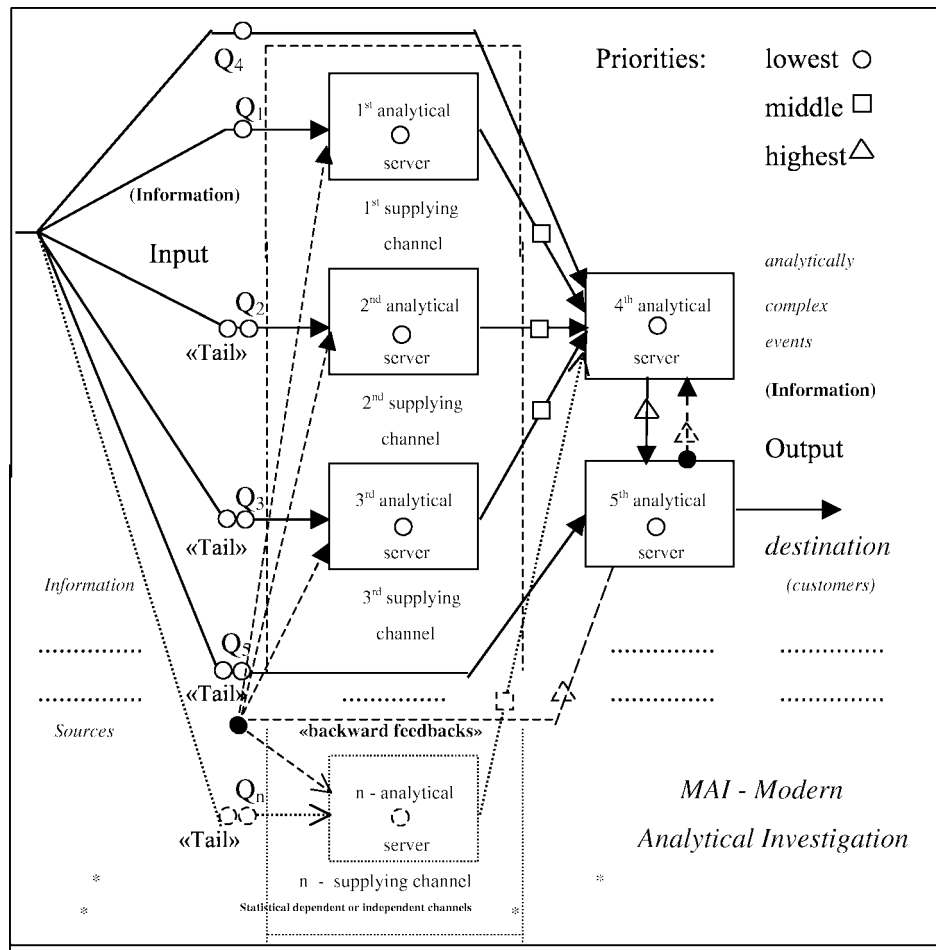 Q4
Priorities:
lowest
middle
highest
Q1
1st analytical
server
(Information)
1st supplying
channel
Input
analytically
complex
events
(Information)
Q2
«Tail»
2nd analytical
server
4th analytical
server
2nd supplying
channel
Output
Q3
«Tail»
3rd analytical
server
5th analytical
server
destination
(customers)
Information
3rd supplying
channel
Q5
«Tail»
Sources
«backward feedbacks»
Qn
«Tail»
n - analytical
server
MAI - Modern
Analytical Investigation
n - supplying channel
Statistical dependent or independent channels